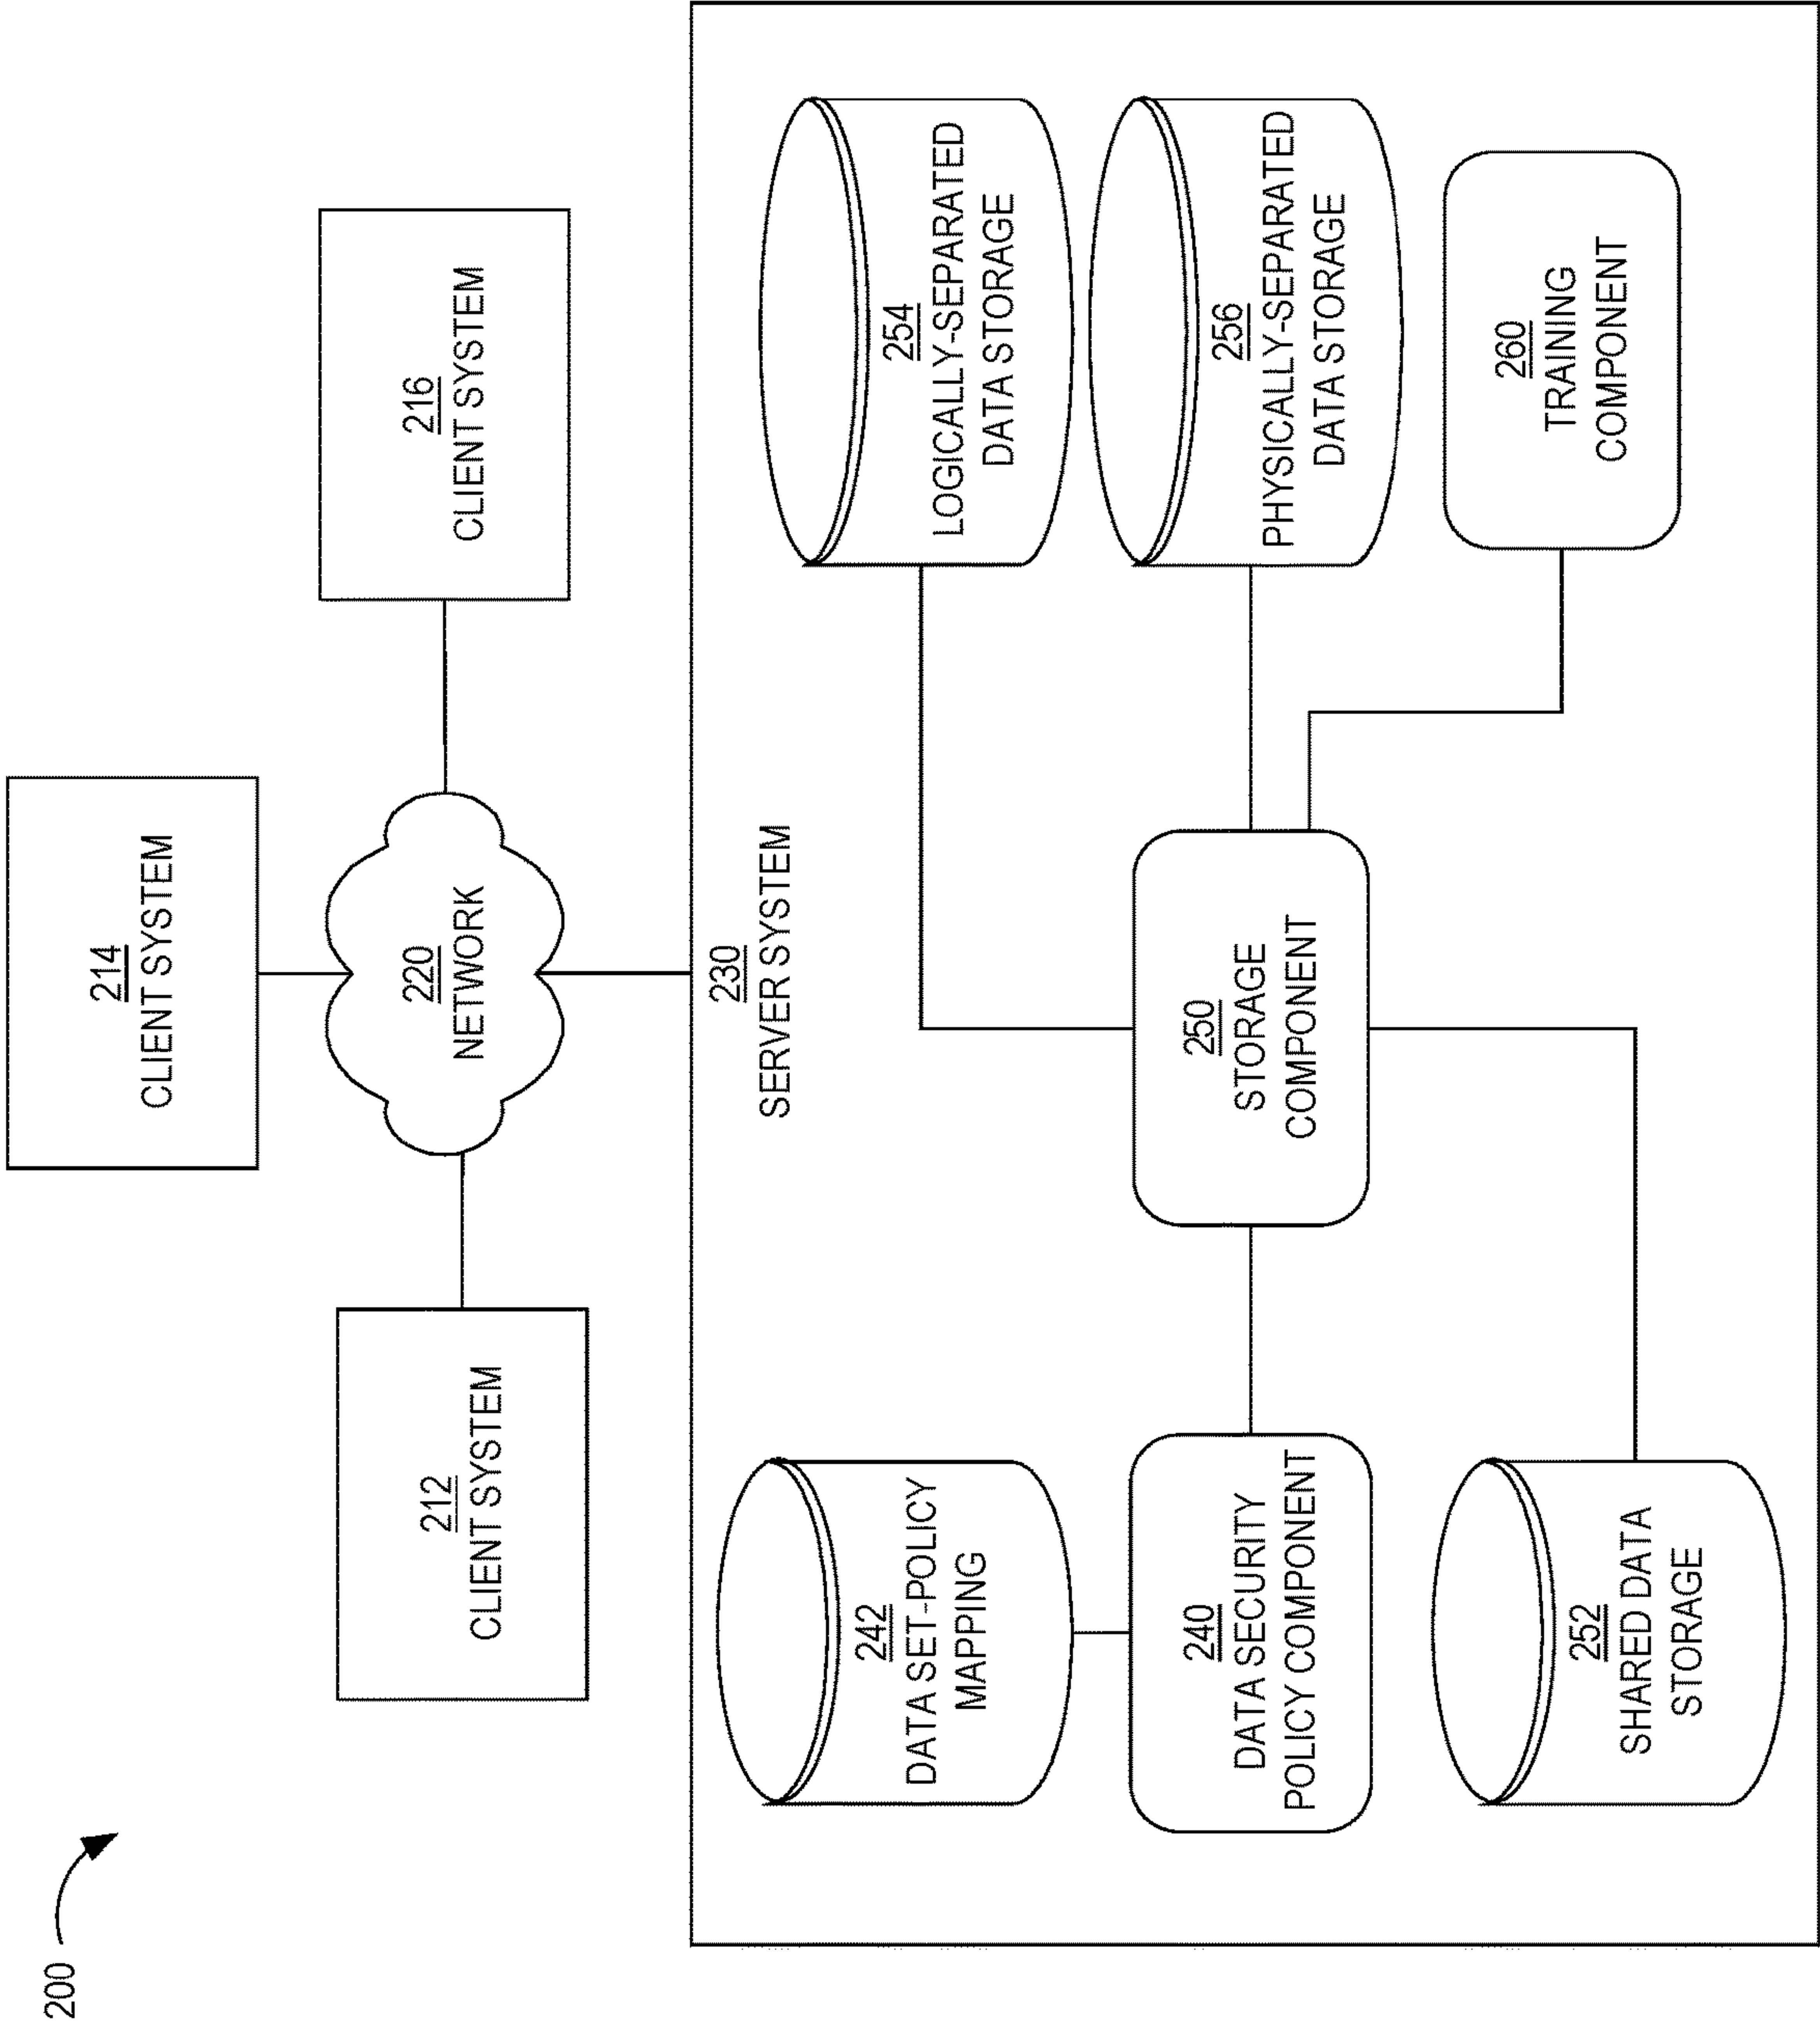 200
214
CLIENT SYSTEM
212
CLIENT SYSTEM
220
NETWORK
216
CLIENT SYSTEM
230
SERVER SYSTEM
242
DATA SET-POLICY
MAPPING
254
LOGICALLY-SEPARATED
DATA STORAGE
240
DATA SECURITY
POLICY COMPONENT
250
STORAGE
COMPONENT
256
PHYSICALLY-SEPARATED
DATA STORAGE
252
SHARED DATA
STORAGE
260
TRAINING
COMPONENT